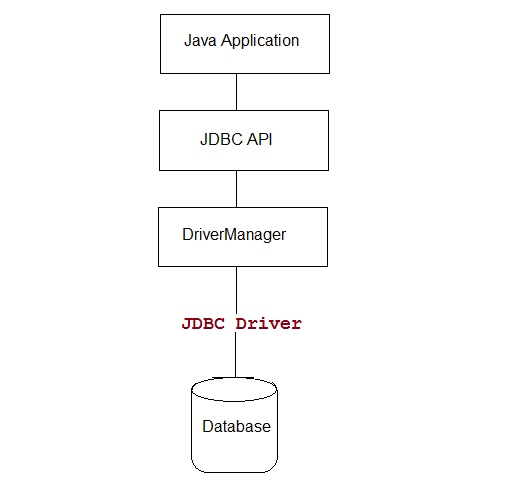 Java Application
JDBC API
DriverManager
JDBC Driver
Database